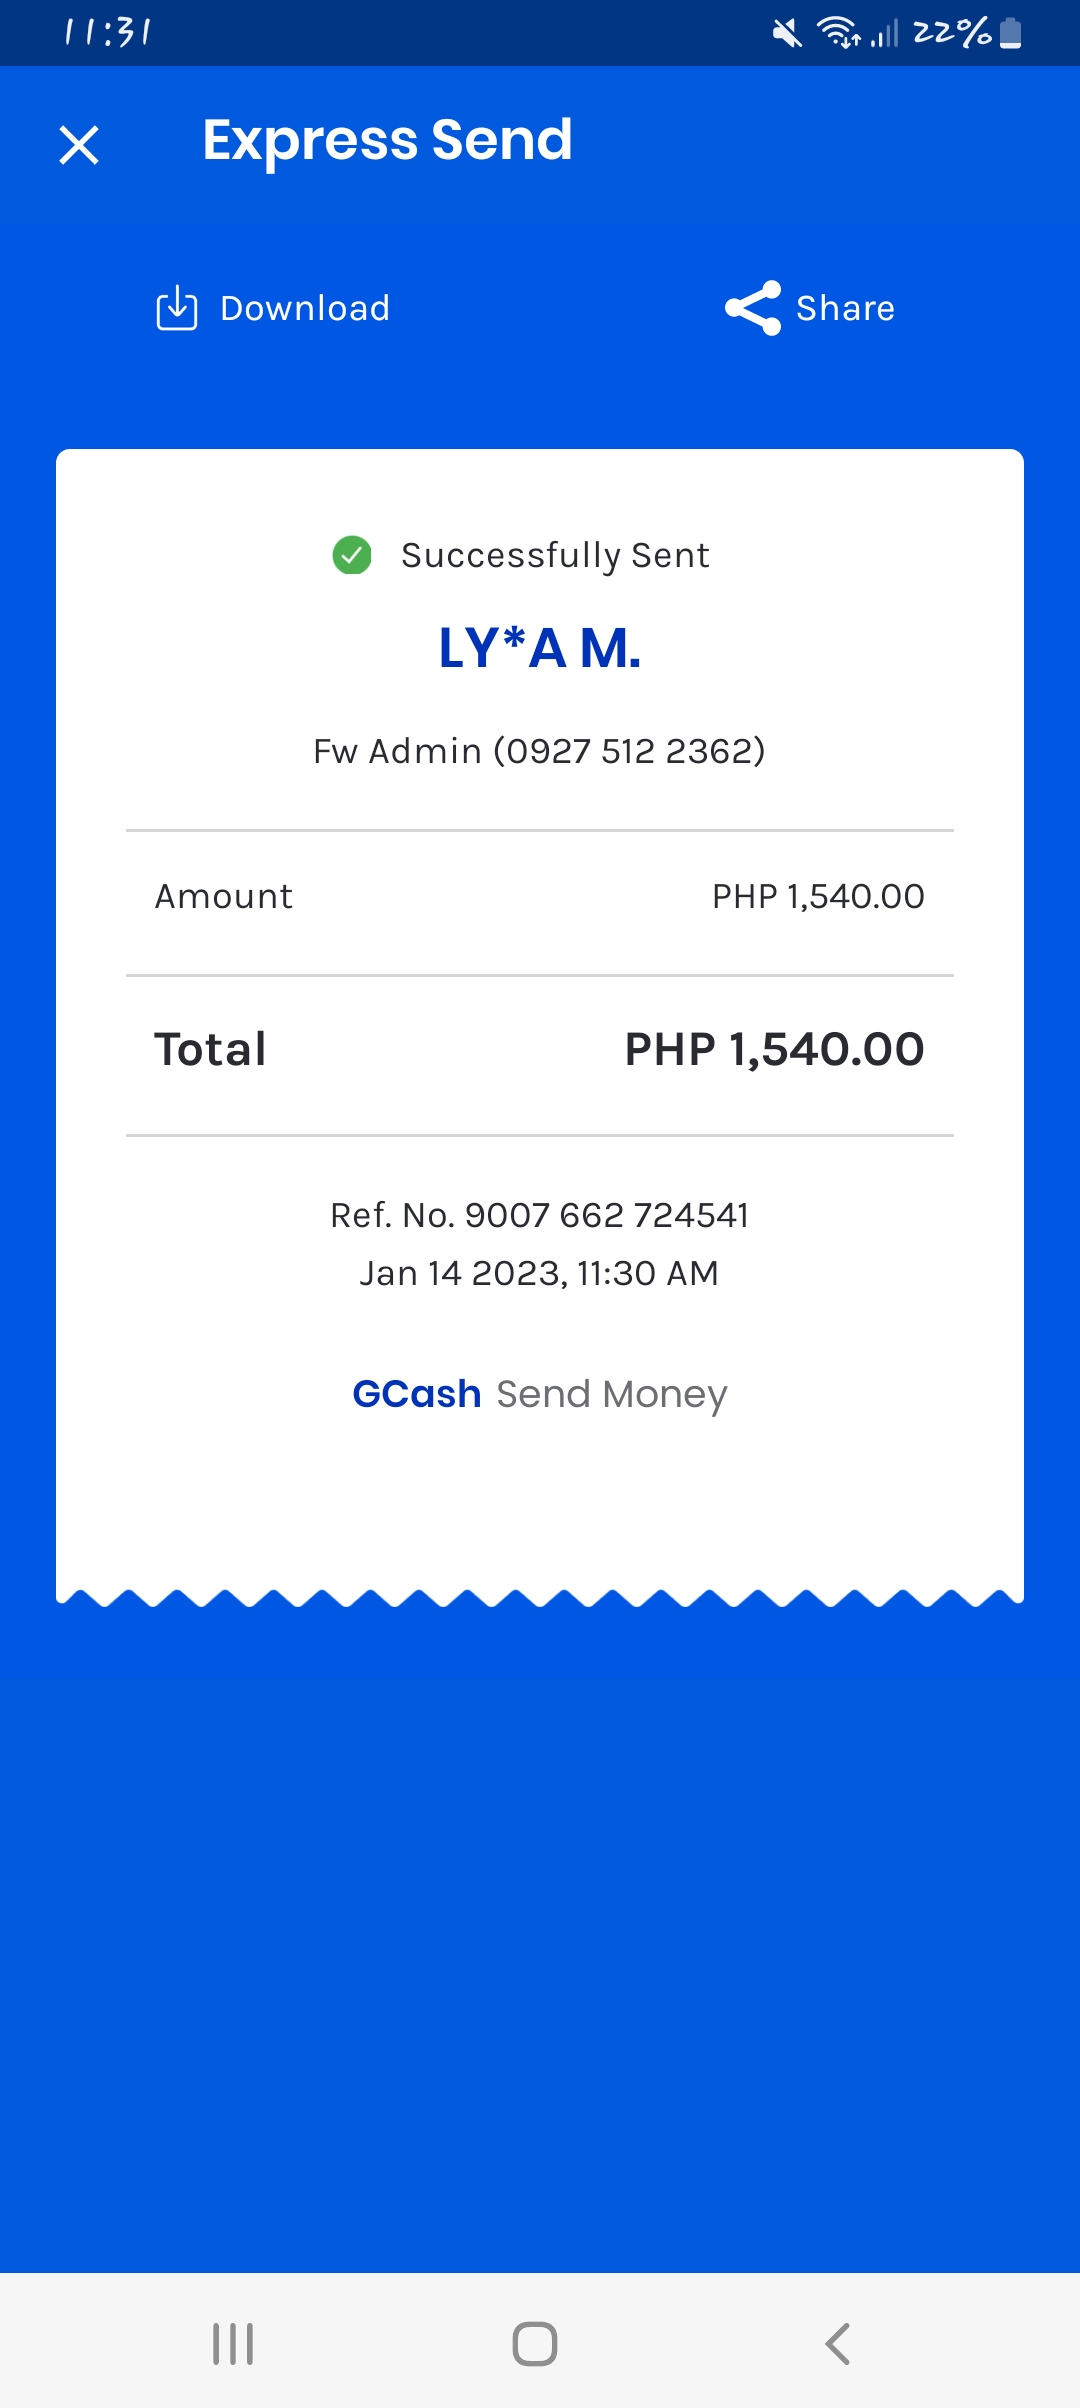 11:31 22%
Express Send
Download Share
Successfully Sent
LY*A M.
Fw Admin (0927 512 2362)
Amount PHP 1,540.00
Total PHP 1,540.00
Ref. No. 9007 662 724541
Jan 14 2023, 11:30 AM
GCash Send Money